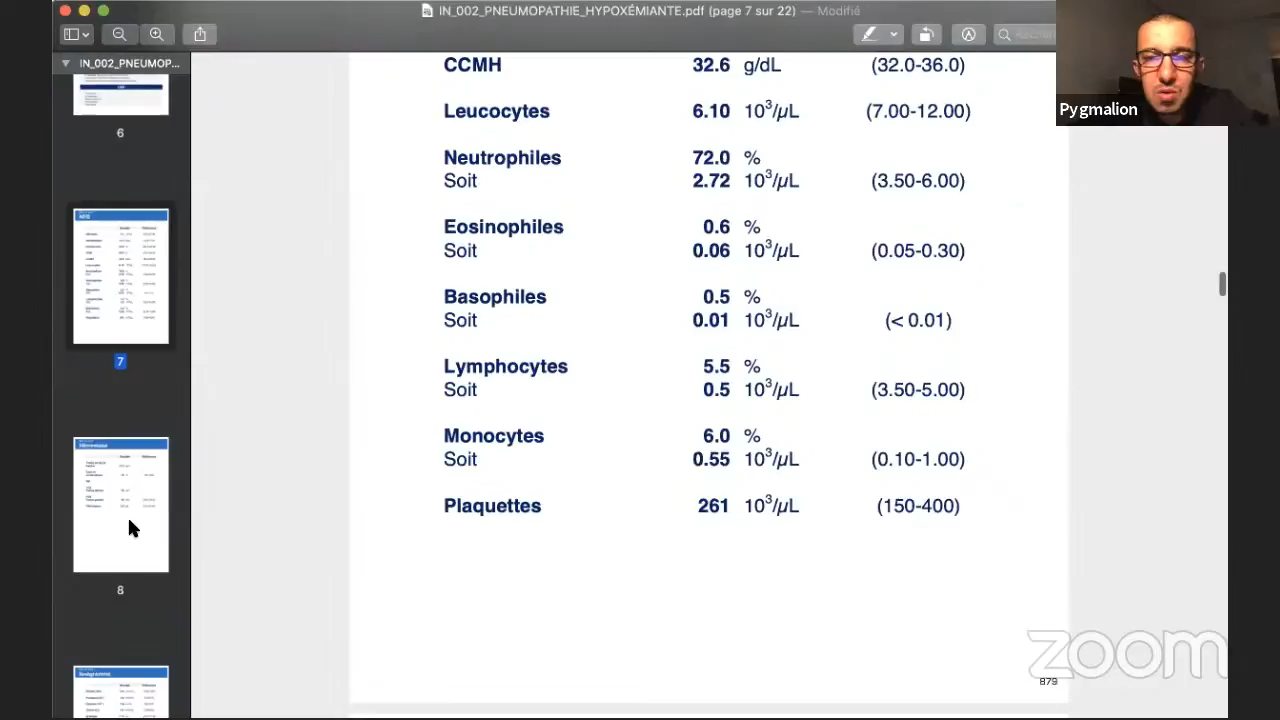 IN_002_PNEUMOPATHIE_HYPOXÉMIANTE.pdf (page 7 sur 22) — Modifié
IN_002_PNEUMOP...
6
7
8
CCMH 32.6 g/dL (32.0-36.0)
Leucocytes 6.10 10³/µL (7.00-12.00)
Neutrophiles 72.0 %
Soit 2.72 10³/µL (3.50-6.00)
Eosinophiles 0.6 %
Soit 0.06 10³/µL (0.05-0.30)
Basophiles 0.5 %
Soit 0.01 10³/µL (< 0.01)
Lymphocytes 5.5 %
Soit 0.5 10³/µL (3.50-5.00)
Monocytes 6.0 %
Soit 0.55 10³/µL (0.10-1.00)
Plaquettes 261 10³/µL (150-400)
879
Pygmalion
zoom